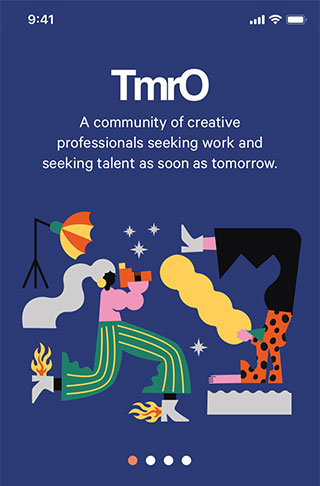 9:41
TmrO
A community of creative
professionals seeking work and
seeking talent as soon as tomorrow.